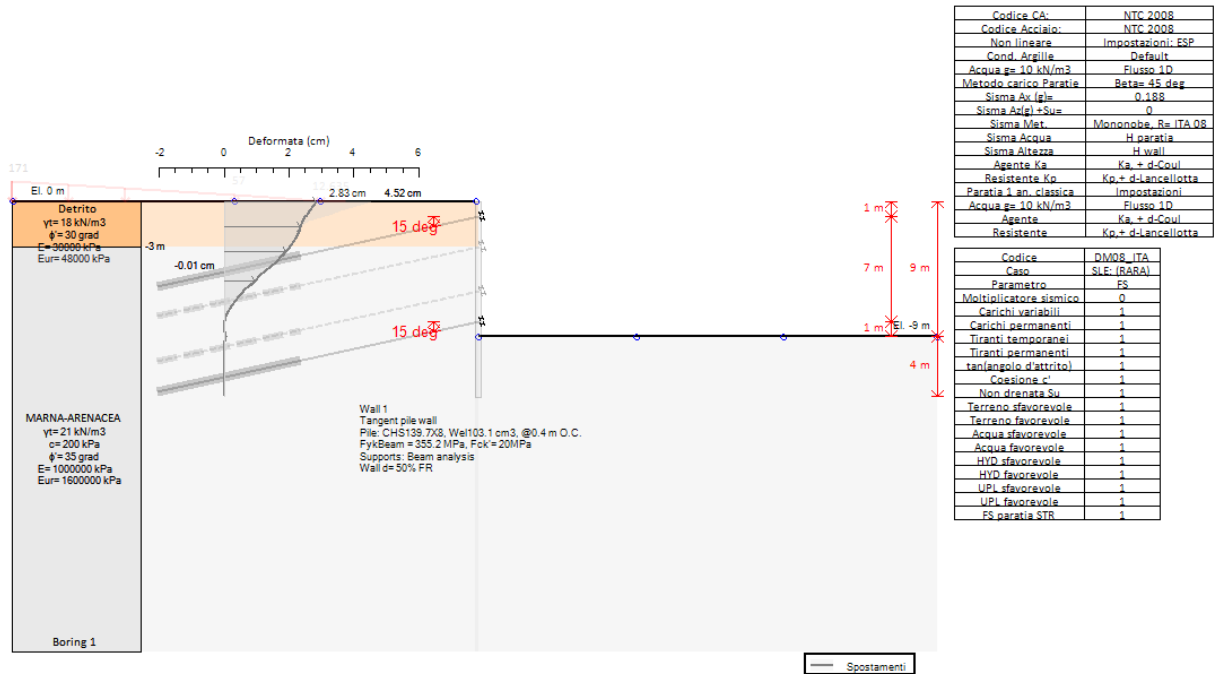 Deformata (cm)
-2 0 2 4 6
171
El. 0 m
2.83 cm 4.52 cm
Detrito
γt= 18 kN/m3
ϕ'= 30 grad
E= 30000 kPa
Eur= 48000 kPa
-3 m
-0.01 cm
15 deg
15 deg
1 m
7 m
9 m
1 m
El. -9 m
4 m
MARNA-ARENACEA
γt= 21 kN/m3
c= 200 kPa
ϕ'= 35 grad
E= 1000000 kPa
Eur= 1600000 kPa
Boring 1
Wall 1
Tangent pile wall
Pile: CHS139.7X8, Wel103.1 cm3, @0.4 m O.C.
FykBeam = 355.2 MPa, Fck'= 20MPa
Supports: Beam analysis
Wall d= 50% FR
Spostamenti
Codice CA: NTC 2008
Codice Acciaio: NTC 2008
Non lineare Impostazioni: ESP
Cond. Argille Default
Acqua g= 10 kN/m3 Flusso 1D
Metodo carico Paratie Beta= 45 deg
Sisma Ax (g)= 0.188
Sisma Az(g) +Su= 0
Sisma Met. Mononobe, R= ITA 08
Sisma Acqua H paratia
Sisma Altezza H wall
Agente Ka Ka, + d-Coul
Resistente Kp Kp,+ d-Lancellotta
Paratia 1 an. classica Impostazioni
Acqua g= 10 kN/m3 Flusso 1D
Agente Ka, + d-Coul
Resistente Kp,+ d-Lancellotta
Codice DM08_ITA
Caso SLE: (RARA)
Parametro FS
Moltiplicatore sismico 0
Carichi variabili 1
Carichi permanenti 1
Tiranti temporanei 1
Tiranti permanenti 1
tan(angolo d'attrito) 1
Coesione c' 1
Non drenata Su 1
Terreno sfavorevole 1
Terreno favorevole 1
Acqua sfavorevole 1
Acqua favorevole 1
HYD sfavorevole 1
HYD favorevole 1
UPL sfavorevole 1
UPL favorevole 1
FS paratia STR 1